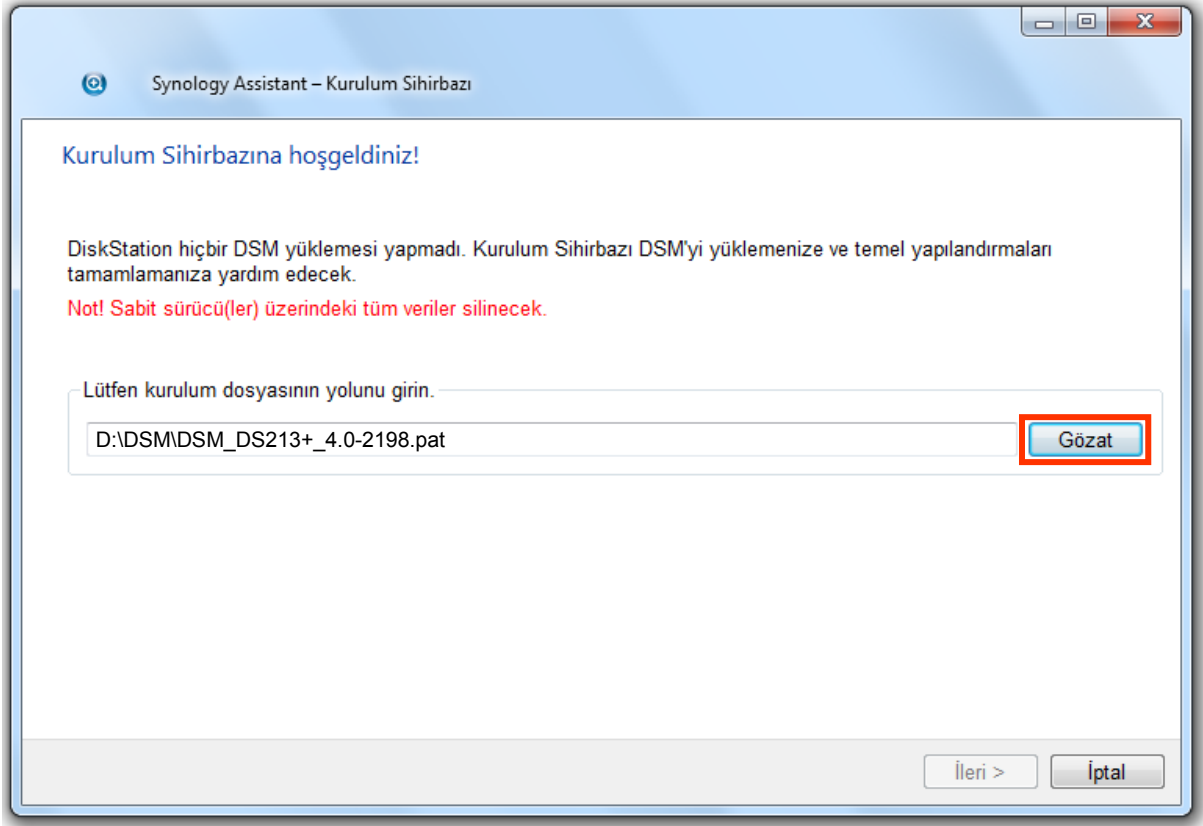 Synology Assistant – Kurulum Sihirbazı
Kurulum Sihirbazına hoşgeldiniz!
DiskStation hiçbir DSM yüklemesi yapmadı. Kurulum Sihirbazı DSM'yi yüklemenize ve temel yapılandırmaları
tamamlamanıza yardım edecek.
Not! Sabit sürücü(ler) üzerindeki tüm veriler silinecek.
Lütfen kurulum dosyasının yolunu girin.
D:\DSM\DSM_DS213+_4.0-2198.pat
Gözat
İleri >
İptal